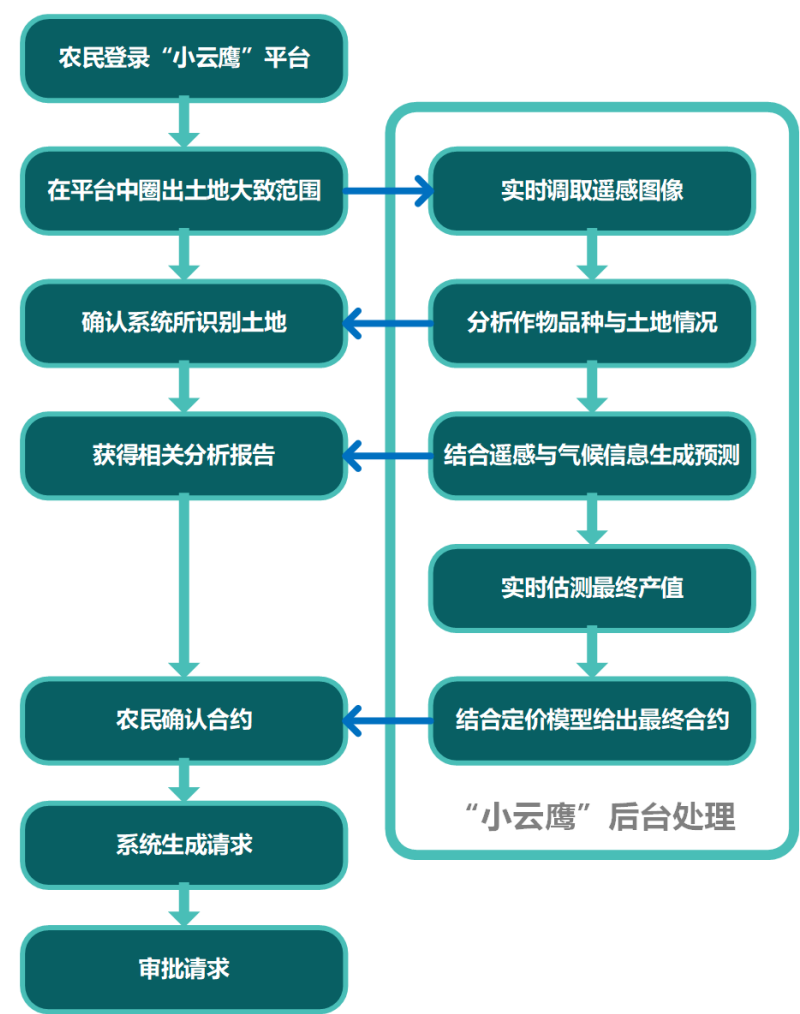 农民登录“小云鹰”平台
在平台中圈出土地大致范围
实时调取遥感图像
确认系统所识别土地
分析作物品种与土地情况
获得相关分析报告
结合遥感与气候信息生成预测
实时估测最终产值
农民确认合约
结合定价模型给出最终合约
“小云鹰”后台处理
系统生成请求
审批请求